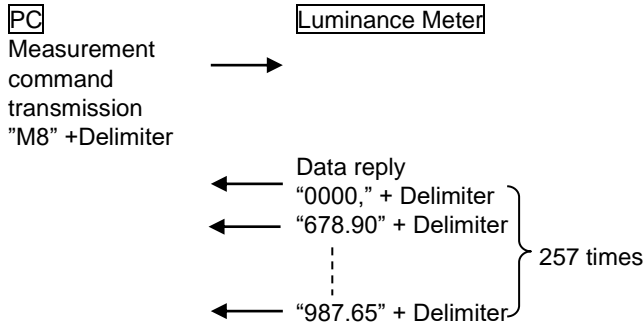 PC
Luminance Meter
Measurement
command
transmission
”M8” +Delimiter
Data reply
“0000,” + Delimiter
“678.90” + Delimiter
257 times
“987.65” + Delimiter